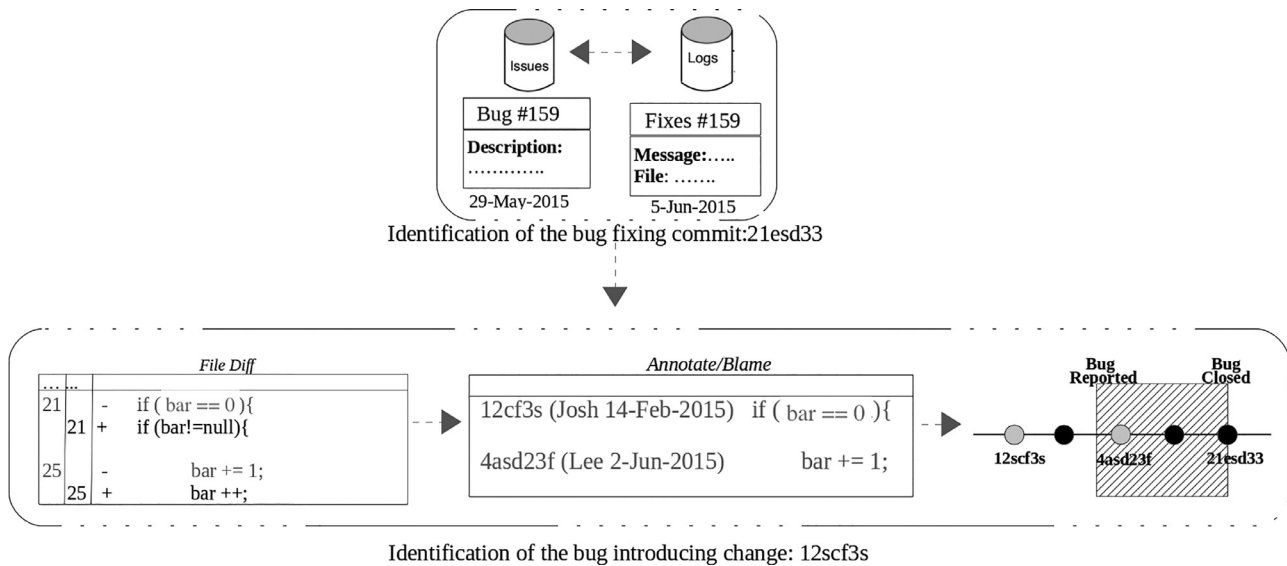 Issues
Logs
Bug #159
Description:
.............
29-May-2015
Fixes #159
Message:.....
File: .......
5-Jun-2015
Identification of the bug fixing commit:21esd33
File Diff
... ...
21 - if ( bar == 0 ){
21 + if (bar!=null){
25 - bar += 1;
25 + bar ++;
Annotate/Blame
12cf3s (Josh 14-Feb-2015) if ( bar == 0 ){
4asd23f (Lee 2-Jun-2015) bar += 1;
Bug
Reported
Bug
Closed
12scf3s
4asd23f
21esd33
Identification of the bug introducing change: 12scf3s